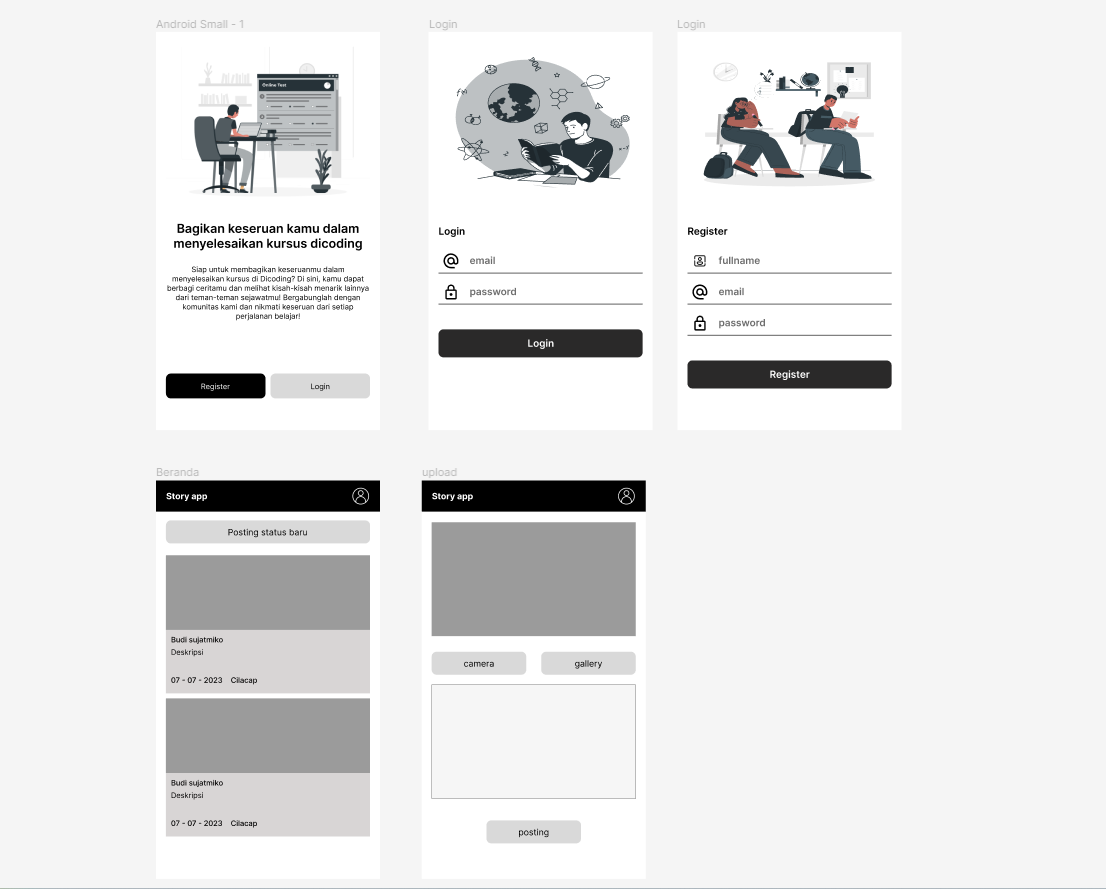 Android Small - 1
Online Test
Bagikan keseruan kamu dalam
menyelesaikan kursus dicoding
Siap untuk membagikan keseruanmu dalam
menyelesaikan kursus di Dicoding? Di sini, kamu dapat
berbagi ceritamu dan melihat kisah-kisah menarik lainnya
dari teman-teman sejawatmu! Bergabunglah dengan
komunitas kami dan nikmati keseruan dari setiap
perjalanan belajar!
Register
Login
Login
Login
email
password
Login
Login
Register
fullname
email
password
Register
Beranda
Story app
Posting status baru
Budi sujatmiko
Deskripsi
07 - 07 - 2023 Cilacap
Budi sujatmiko
Deskripsi
07 - 07 - 2023 Cilacap
upload
Story app
camera
gallery
posting